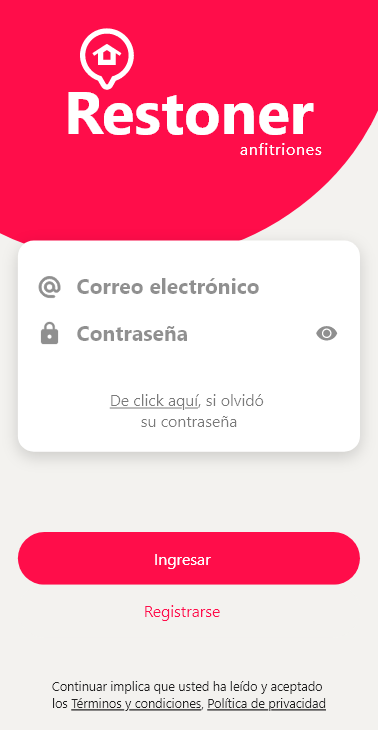 Restoner
anfitriones
Correo electrónico
Contraseña
De click aquí, si olvidó
su contraseña
Ingresar
Registrarse
Continuar implica que usted ha leído y aceptado
los Términos y condiciones, Política de privacidad